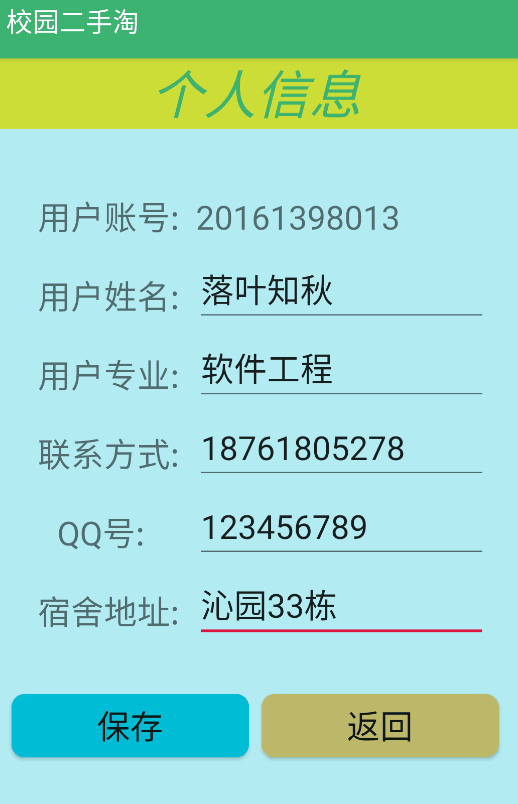 校园二手淘
个人信息
用户账号: 20161398013
用户姓名: 落叶知秋
用户专业: 软件工程
联系方式: 18761805278
QQ号: 123456789
宿舍地址: 沁园33栋
保存 返回